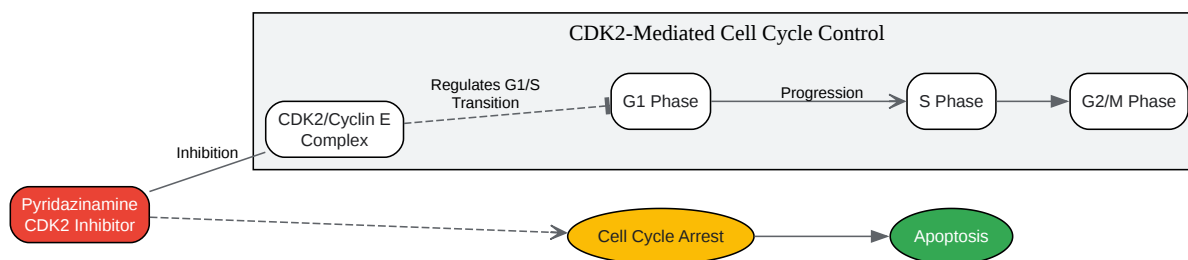 CDK2-Mediated Cell Cycle Control
Regulates G1/S
Transition
G1 Phase
Progression
S Phase
G2/M Phase
CDK2/Cyclin E
Complex
Inhibition
Pyridazinamine
CDK2 Inhibitor
Cell Cycle Arrest
Apoptosis